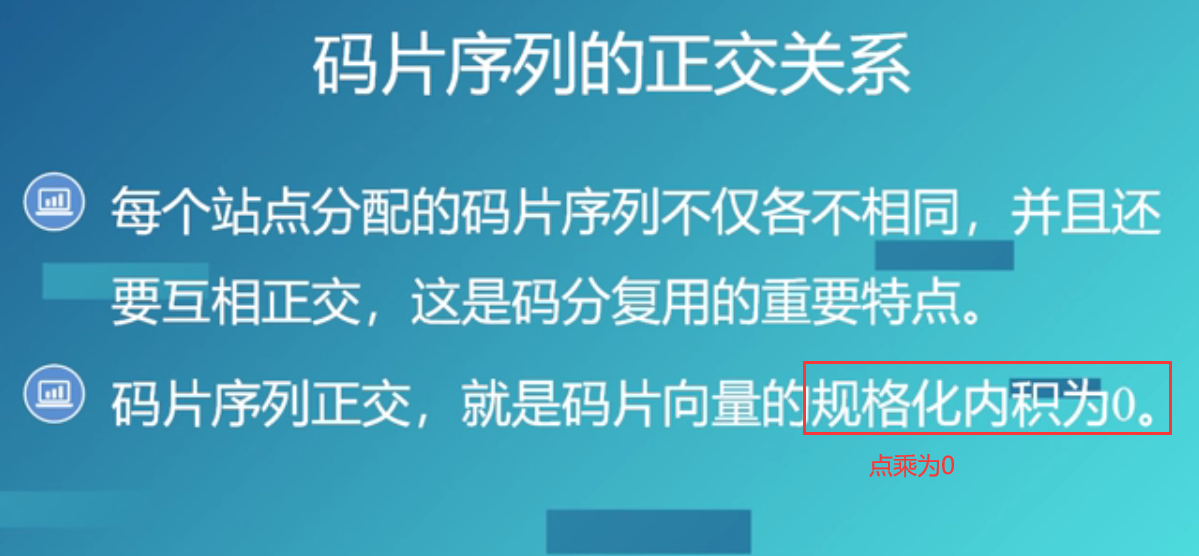 码片序列的正交关系
每个站点分配的码片序列不仅各不相同，并且还
要互相正交，这是码分复用的重要特点。
码片序列正交，就是码片向量的规格化内积为0。
点乘为0